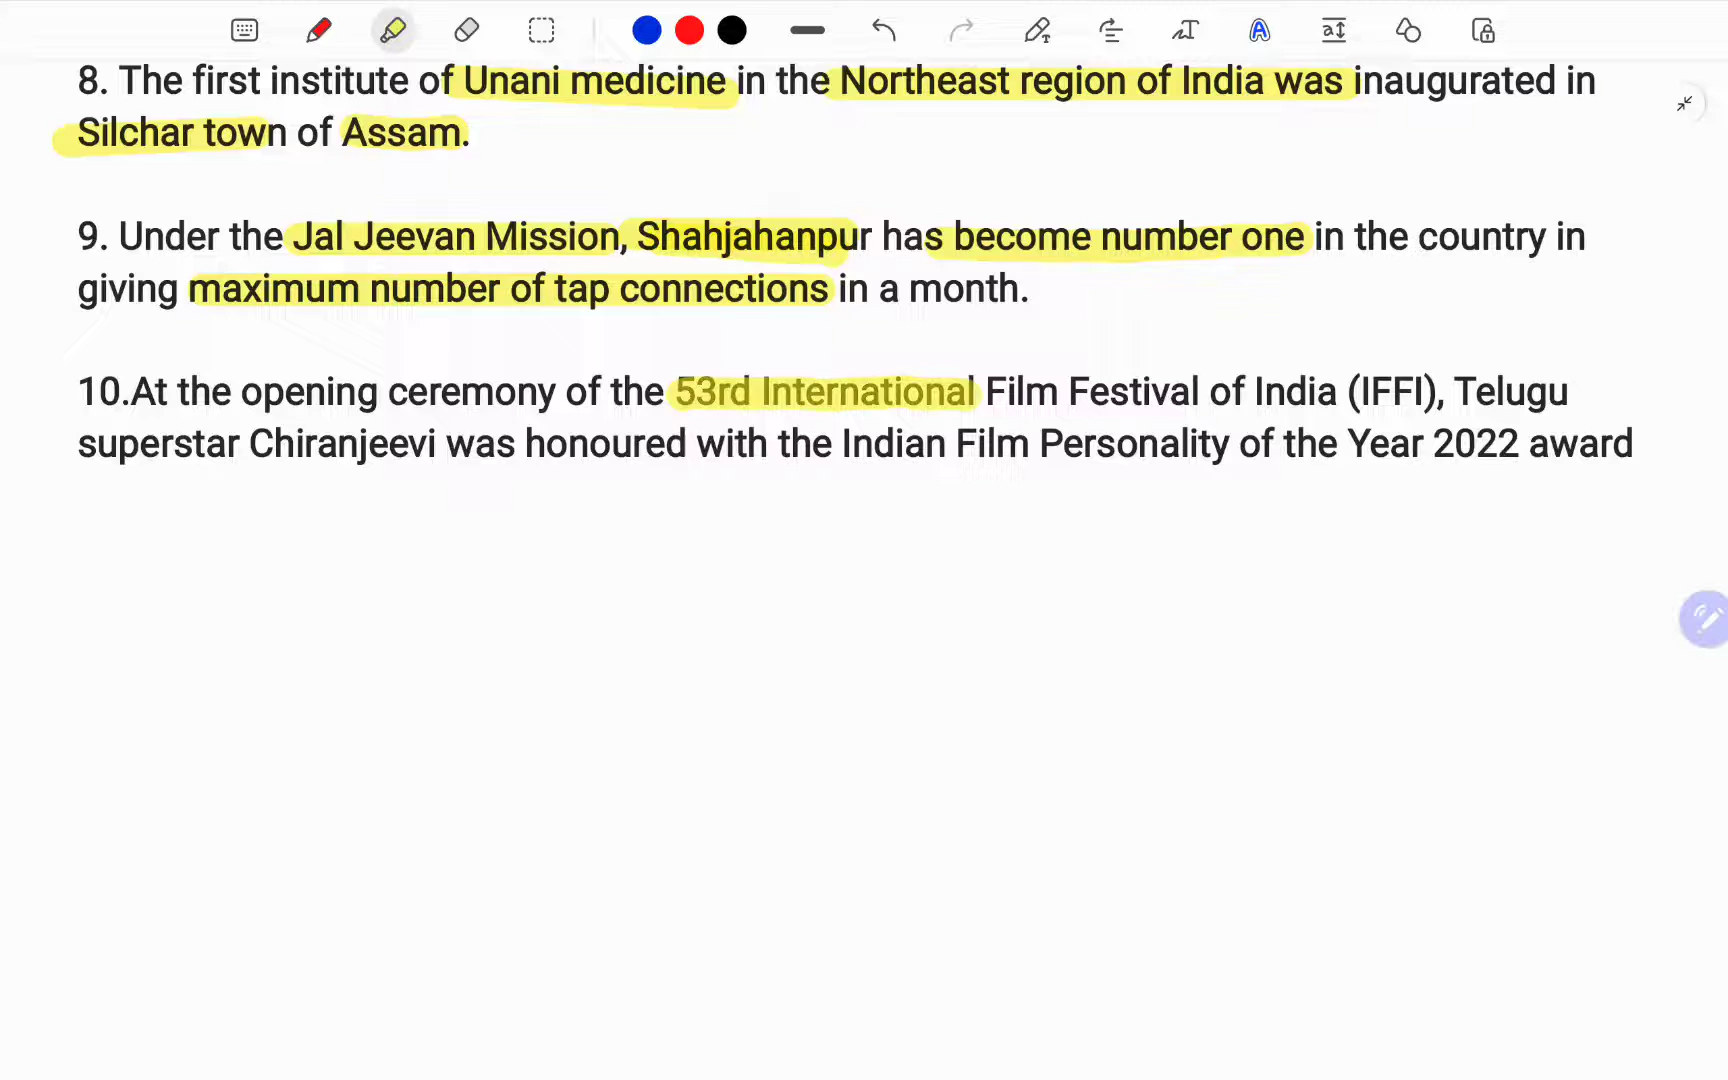 8. The first institute of Unani medicine in the Northeast region of India was inaugurated in
Silchar town of Assam.
9. Under the Jal Jeevan Mission, Shahjahanpur has become number one in the country in
giving maximum number of tap connections in a month.
10.At the opening ceremony of the 53rd International Film Festival of India (IFFI), Telugu
superstar Chiranjeevi was honoured with the Indian Film Personality of the Year 2022 award